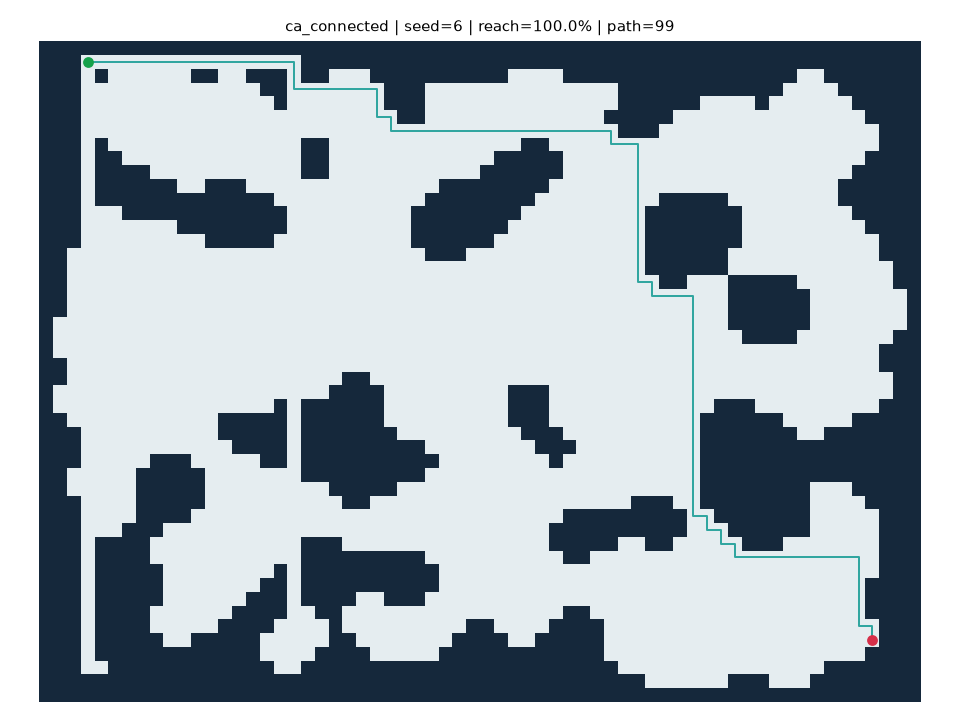 ca_connected | seed=6 | reach=100.0% | path=99